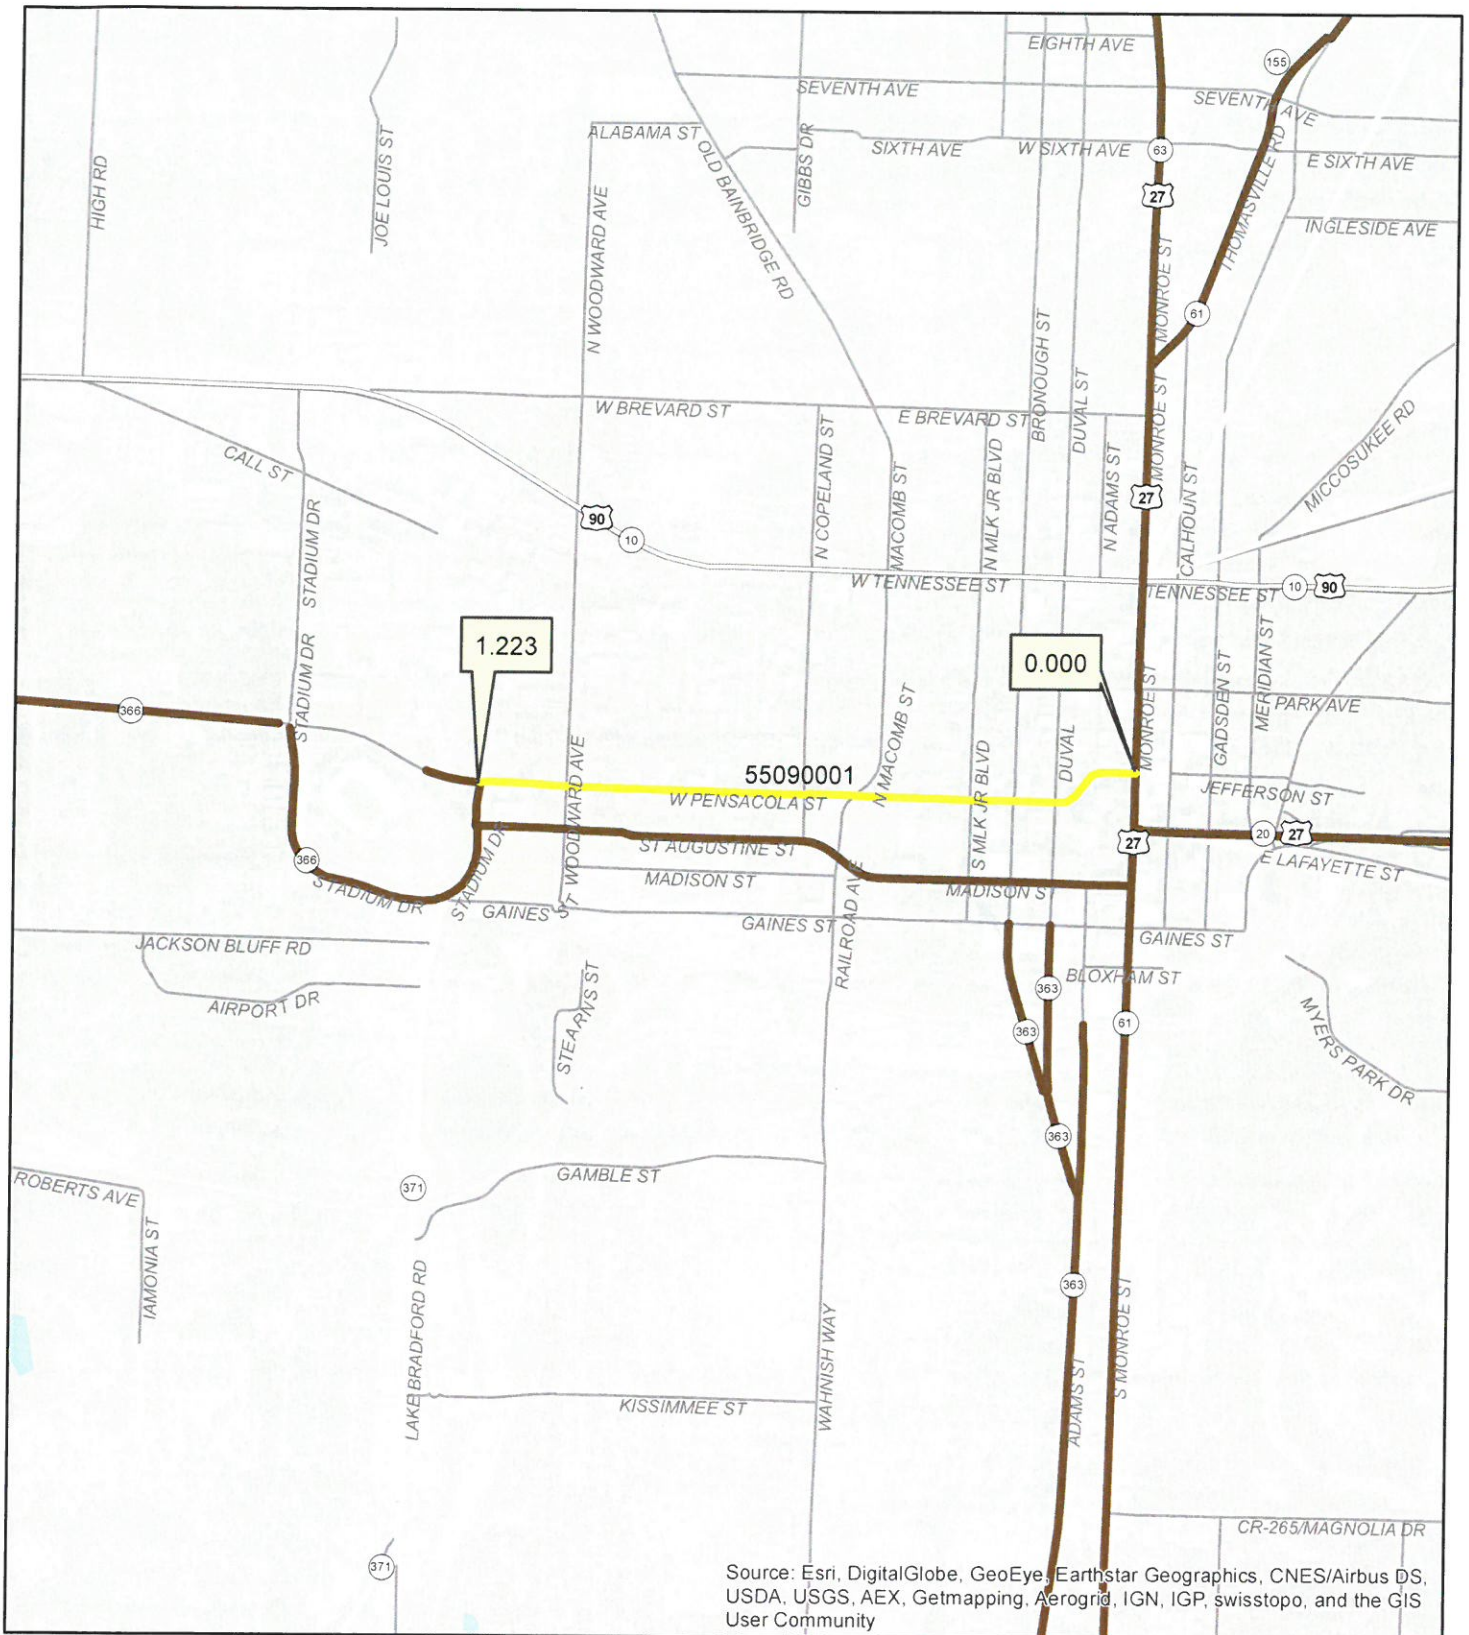 EIGHTH AVE
155
SEVENTH AVE
SEVENTH AVE
ALABAMA ST
GIBBS DR
SIXTH AVE
W SIXTH AVE
63
E SIXTH AVE
HIGH RD
JOE LOUIS ST
OLD BAINBRIDGE RD
27
THOMASVILLE RD
INGLESIDE AVE
N WOODWARD AVE
MONROE ST
61
BRONOUGH ST
DUVAL ST
MONROE ST
W BREVARD ST
E BREVARD ST
MICCOSUKEE RD
CALL ST
N COPELAND ST
MACOMB ST
N MLK JR BLVD
N ADAMS ST
CALHOUN ST
27
STADIUM DR
90
10
W TENNESSEE ST
TENNESSEE ST
10
90
1.223
0.000
STADIUM DR
STADIUM DR
MONROE ST
GADSDEN ST
MERIDIAN ST
PARK AVE
366
N MACOMB ST
DUVAL
S MLK JR BLVD
55090001
W PENSACOLA ST
JEFFERSON ST
ST WOODWARD AVE
27
20
27
E LAFAYETTE ST
ST AUGUSTINE ST
366
STADIUM DR
STADIUM DR
MADISON ST
MADISON ST
GAINES
GAINES ST
GAINES ST
RAILROAD AVE
JACKSON BLUFF RD
AIRPORT DR
STEARNS ST
BLOXHAM ST
363
363
61
MYERS PARK DR
363
ROBERTS AVE
371
GAMBLE ST
IAMONIA ST
LAKE BRADFORD RD
363
WAHNISH WAY
ADAMS ST
S MONROE ST
KISSIMMEE ST
CR-265/MAGNOLIA DR
371
Source: Esri, DigitalGlobe, GeoEye, Earthstar Geographics, CNES/Airbus DS,
USDA, USGS, AEX, Getmapping, Aerogrid, IGN, IGP, swisstopo, and the GIS
User Community